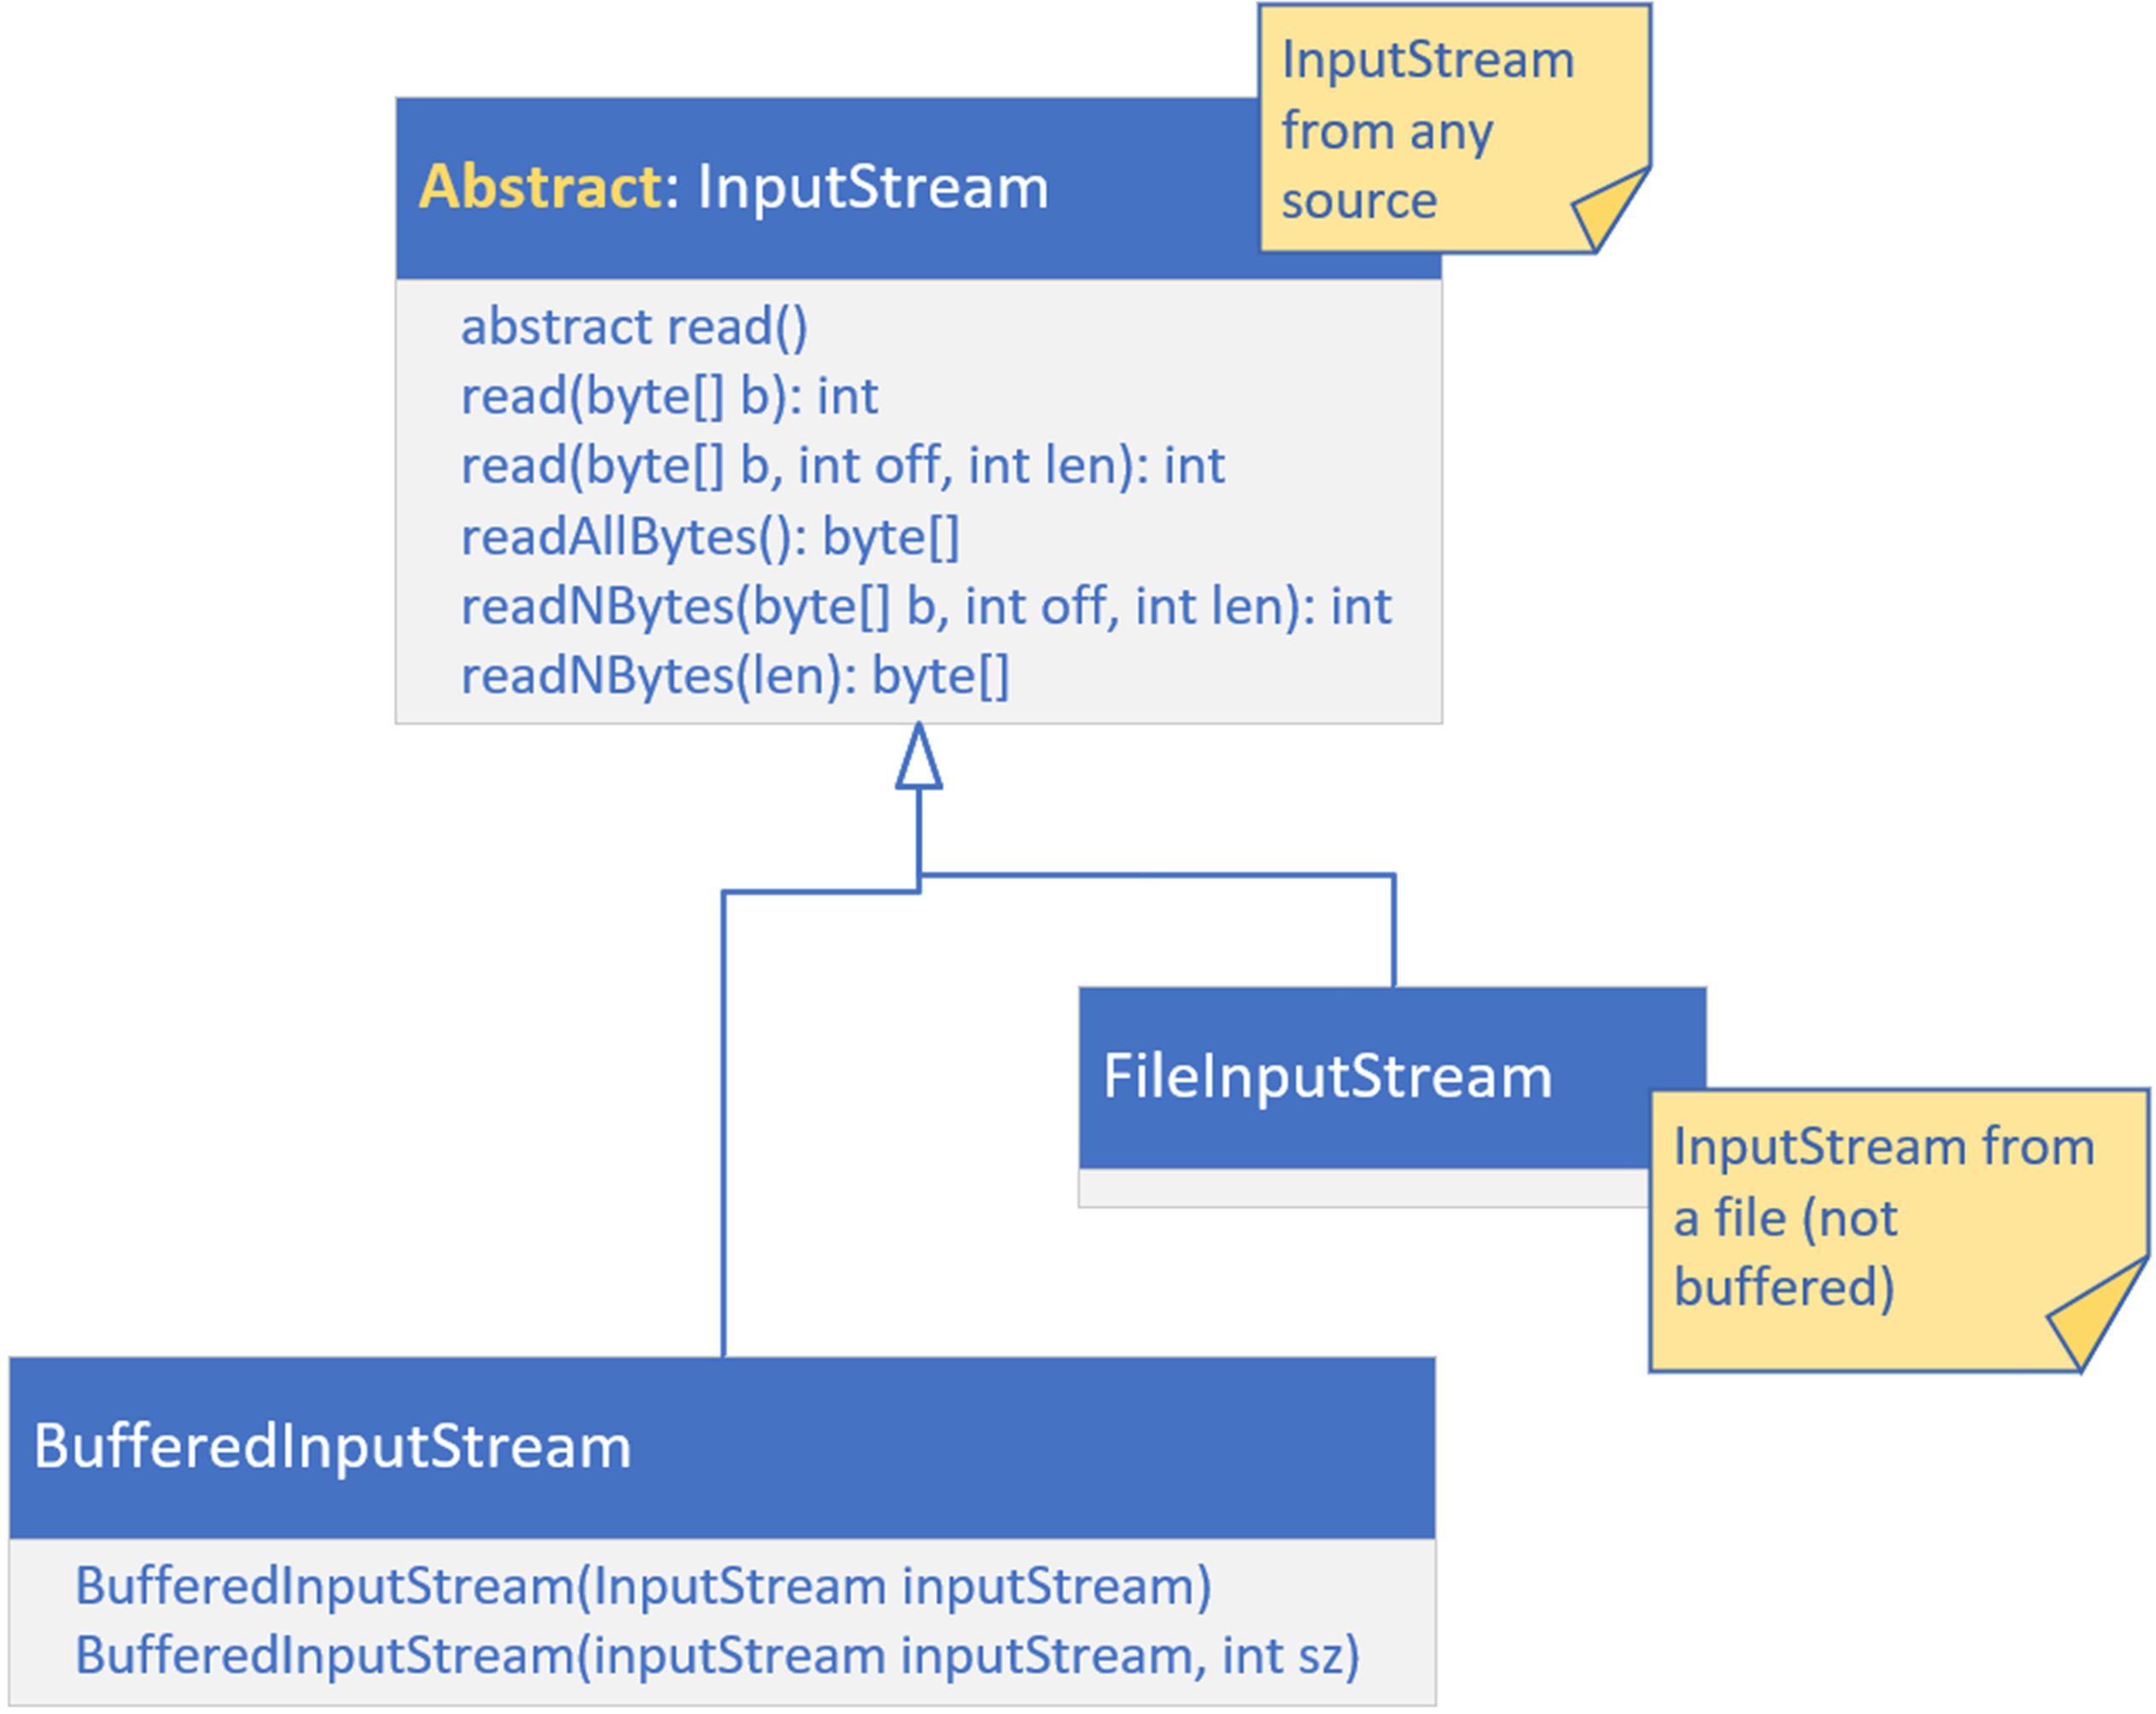 InputStream
from any
source
Abstract: InputStream
abstract read()
read(byte[] b): int
read(byte[] b, int off, int len): int
readAllBytes(): byte[]
readNBytes(byte[] b, int off, int len): int
readNBytes(len): byte[]
FileInputStream
InputStream from
a file (not
buffered)
BufferedInputStream
BufferedInputStream(InputStream inputStream)
BufferedInputStream(inputStream inputStream, int sz)